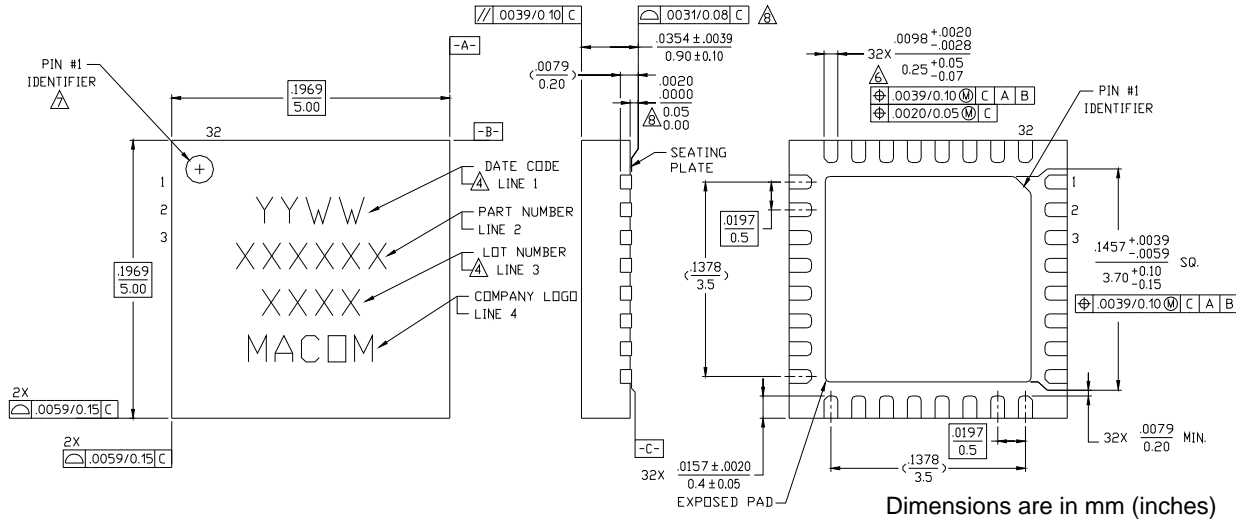 // .0039/0.10 C
.0031/0.08 C 8
-A-
.0354±.0039
0.90±0.10
(.0079
0.20)
.0020
.0000
0.05
0.00
8
32X .0098 +.0020
-.0028
0.25 +0.05
-0.07
6
⌖ .0039/0.10 Ⓜ C A B
⌖ .0020/0.05 Ⓜ C
PIN #1
IDENTIFIER
7
.1969
5.00
32
-B-
1
2
3
YYWW
XXXXXX
XXXX
MACOM
DATE CODE
4 LINE 1
PART NUMBER
LINE 2
LOT NUMBER
4 LINE 3
COMPANY LOGO
LINE 4
.1969
5.00
2X
.0059/0.15 C
2X
.0059/0.15 C
SEATING
PLATE
-C-
32
PIN #1
IDENTIFIER
1
2
3
.0197
0.5
(.1378
3.5)
.1457 +.0039
-.0059 SQ.
3.70 +0.10
-0.15
⌖ .0039/0.10 Ⓜ C A B
.0197
0.5
32X .0079 MIN.
0.20
32X .0157±.0020
0.4±0.05
(.1378
3.5)
EXPOSED PAD
Dimensions are in mm (inches)